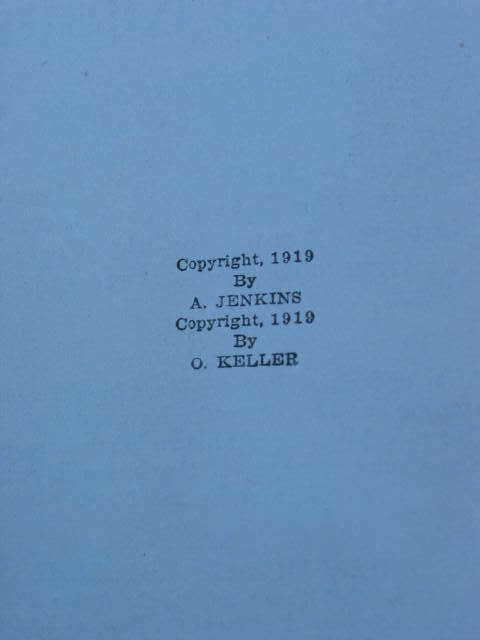 Copyright, 1919
By
A. JENKINS
Copyright, 1919
By
O. KELLER